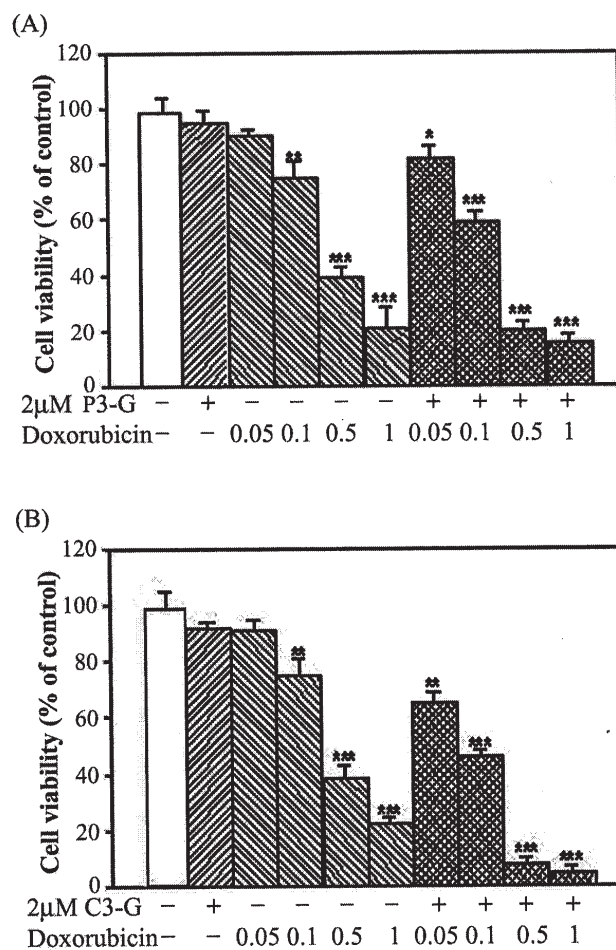 (A)
120
100
80
60
40
20
0
Cell viability (% of control)
** *** *** * *** *** ***
2μM P3-G − + − − − − + + + +
Doxorubicin − − 0.05 0.1 0.5 1 0.05 0.1 0.5 1
(B)
120
100
80
60
40
20
0
Cell viability (% of control)
** *** *** ** *** *** ***
2μM C3-G − + − − − − + + + +
Doxorubicin − − 0.05 0.1 0.5 1 0.05 0.1 0.5 1